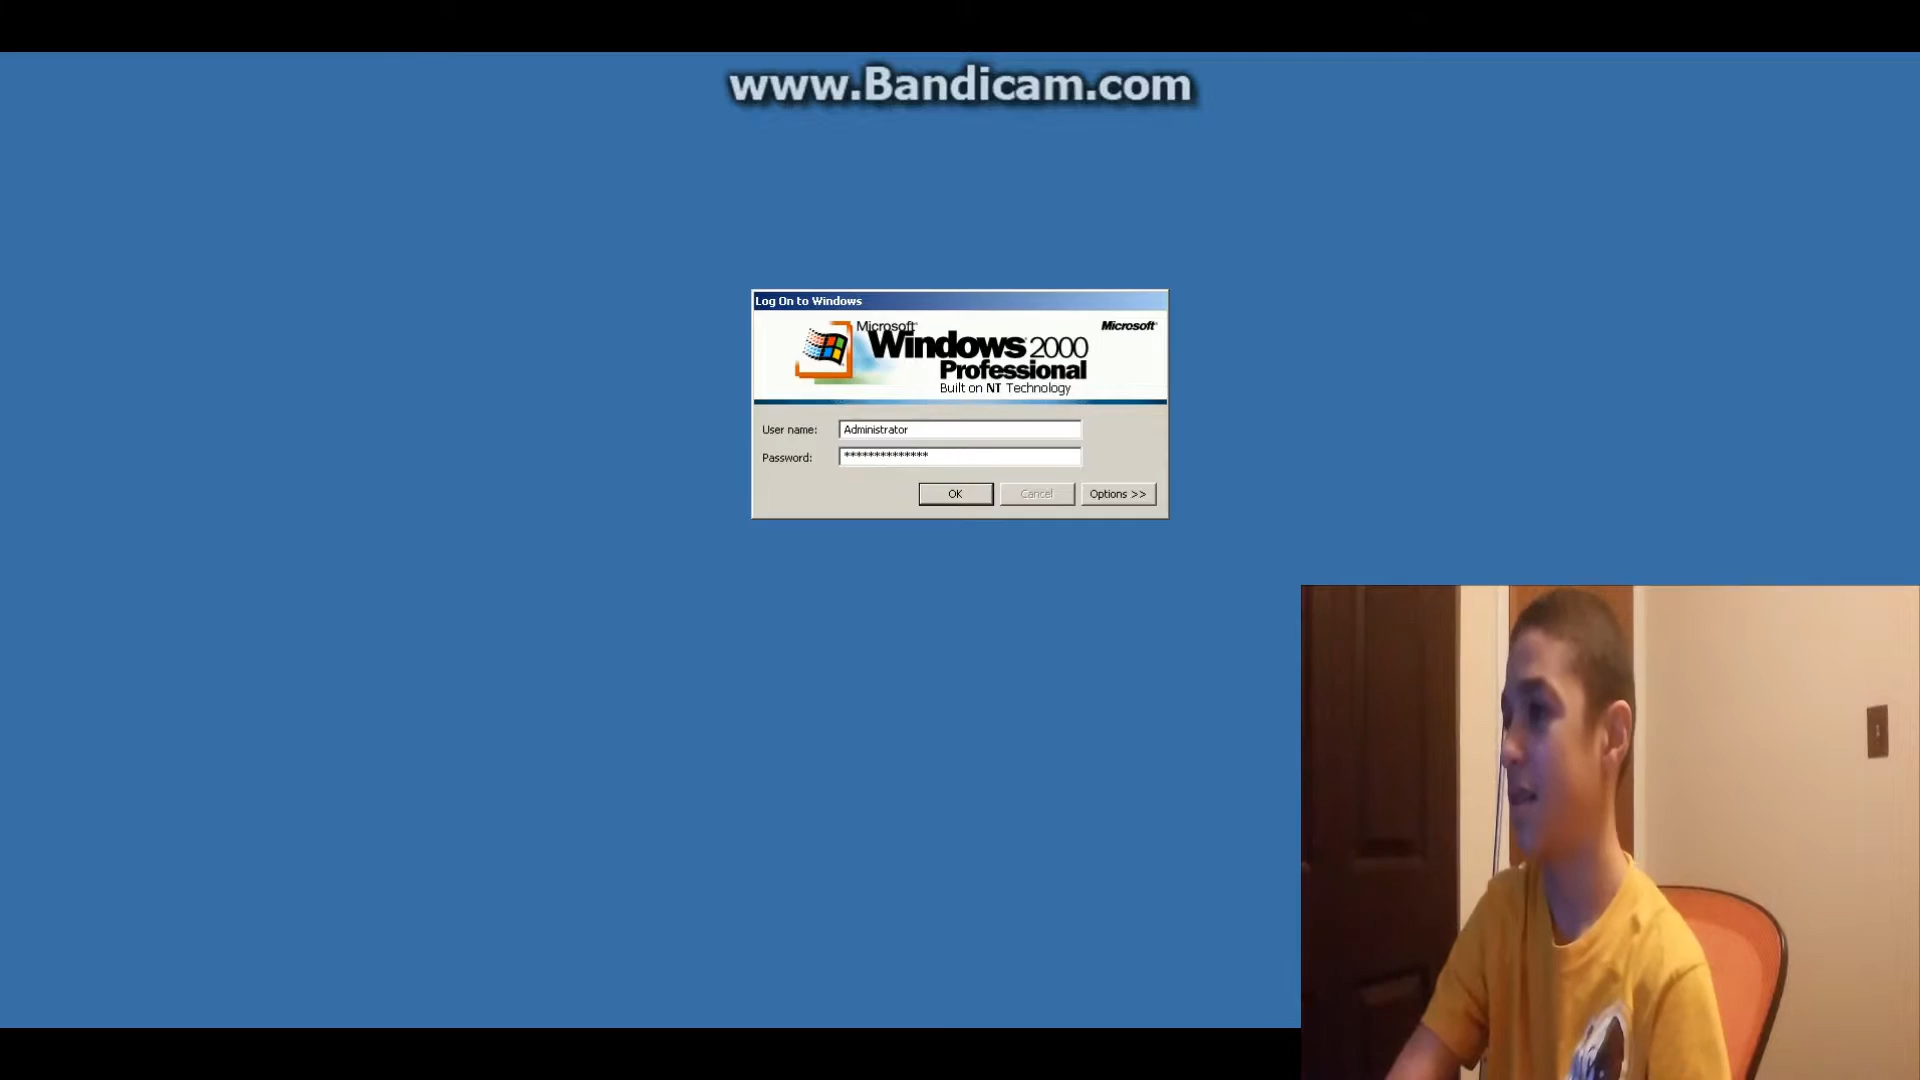 www.Bandicam.com
Log On to Windows
Microsoft
Microsoft
Windows 2000
Professional
Built on NT Technology
User name: Administrator
Password: **************
OK Cancel Options >>